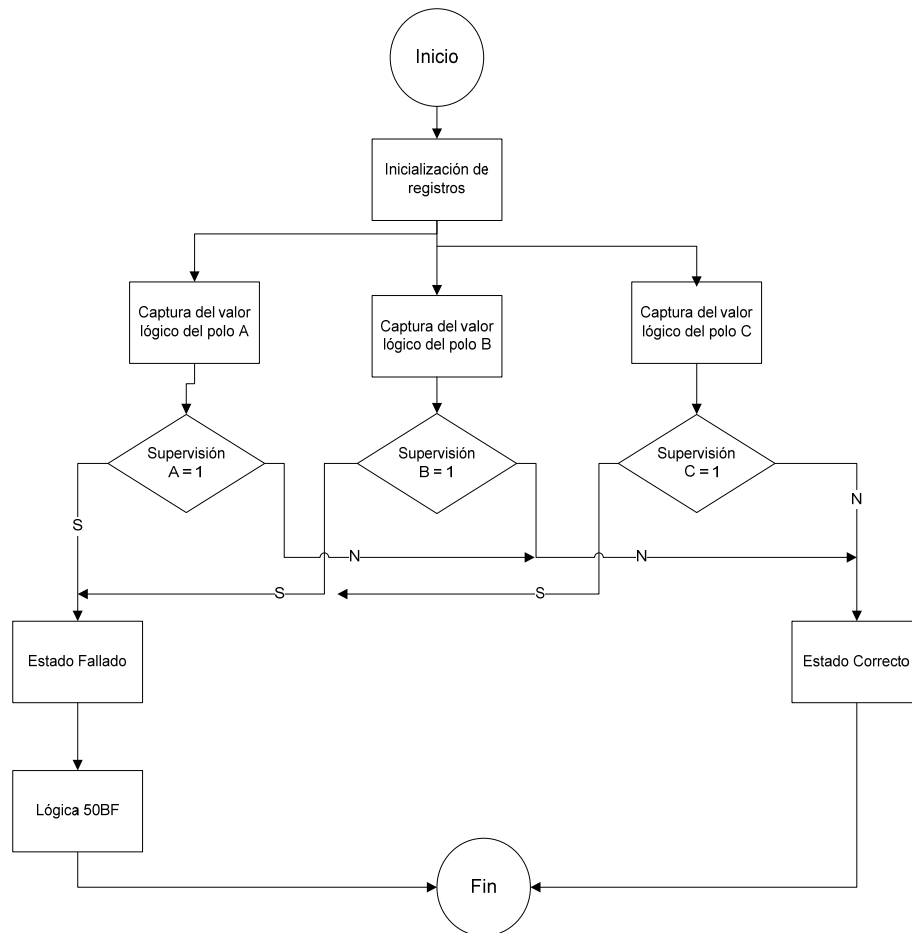 Inicio
Inicialización de
registros
Captura del valor
lógico del polo A
Captura del valor
lógico del polo B
Captura del valor
lógico del polo C
Supervisión
A = 1
Supervisión
B = 1
Supervisión
C = 1
S
N
N
N
S
S
Estado Fallado
Estado Correcto
Lógica 50BF
Fin